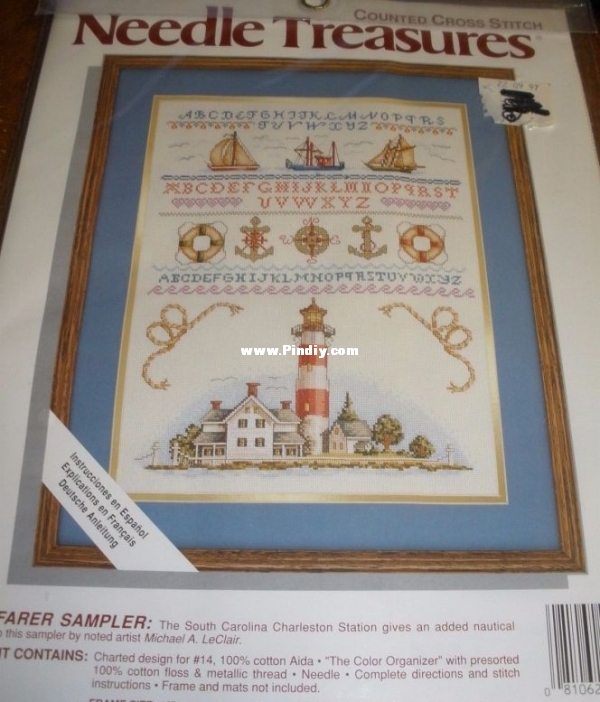 COUNTED CROSS STITCH
Needle Treasures
ABCDEFGHIJKLMNOPQRS
TUVWXYZ
ABCDEFGHIJKLMNOPQRST
UVWXYZ
ABCDEFGHIJKLMNOPQRSTUVWXYZ
www.Pindiy.com
Instrucciones en Español
Explications en Français
Deutsche Anleitung
FARER SAMPLER: The South Carolina Charleston Station gives an added nautical
this sampler by noted artist Michael A. LeClair.
IT CONTAINS: Charted design for #14, 100% cotton Aida • "The Color Organizer" with presorted
100% cotton floss & metallic thread • Needle • Complete directions and stitch
instructions • Frame and mats not included.
0 81062